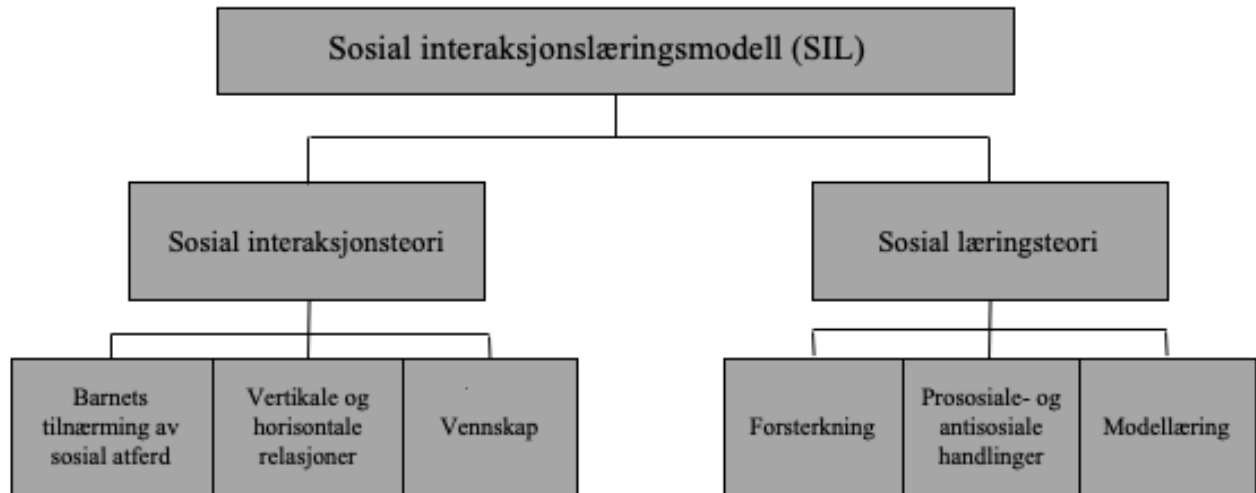 Sosial interaksjonslæringsmodell (SIL)
Sosial interaksjonsteori
Sosial læringsteori
Barnets
tilnærming av
sosial atferd
Vertikale og
horisontale
relasjoner
Vennskap
Forsterkning
Prososiale- og
antisosiale
handlinger
Modellæring